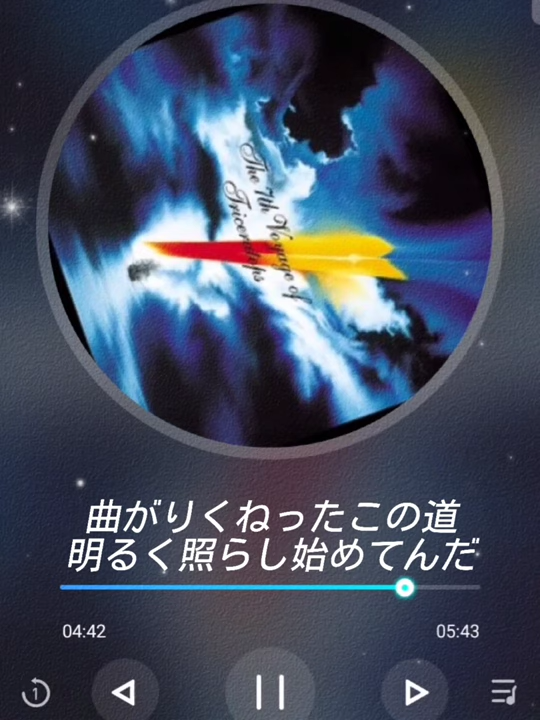 The 7th Voyage of
Triceratops
曲がりくねったこの道
明るく照らし始めてんだ
04:42
05:43
1